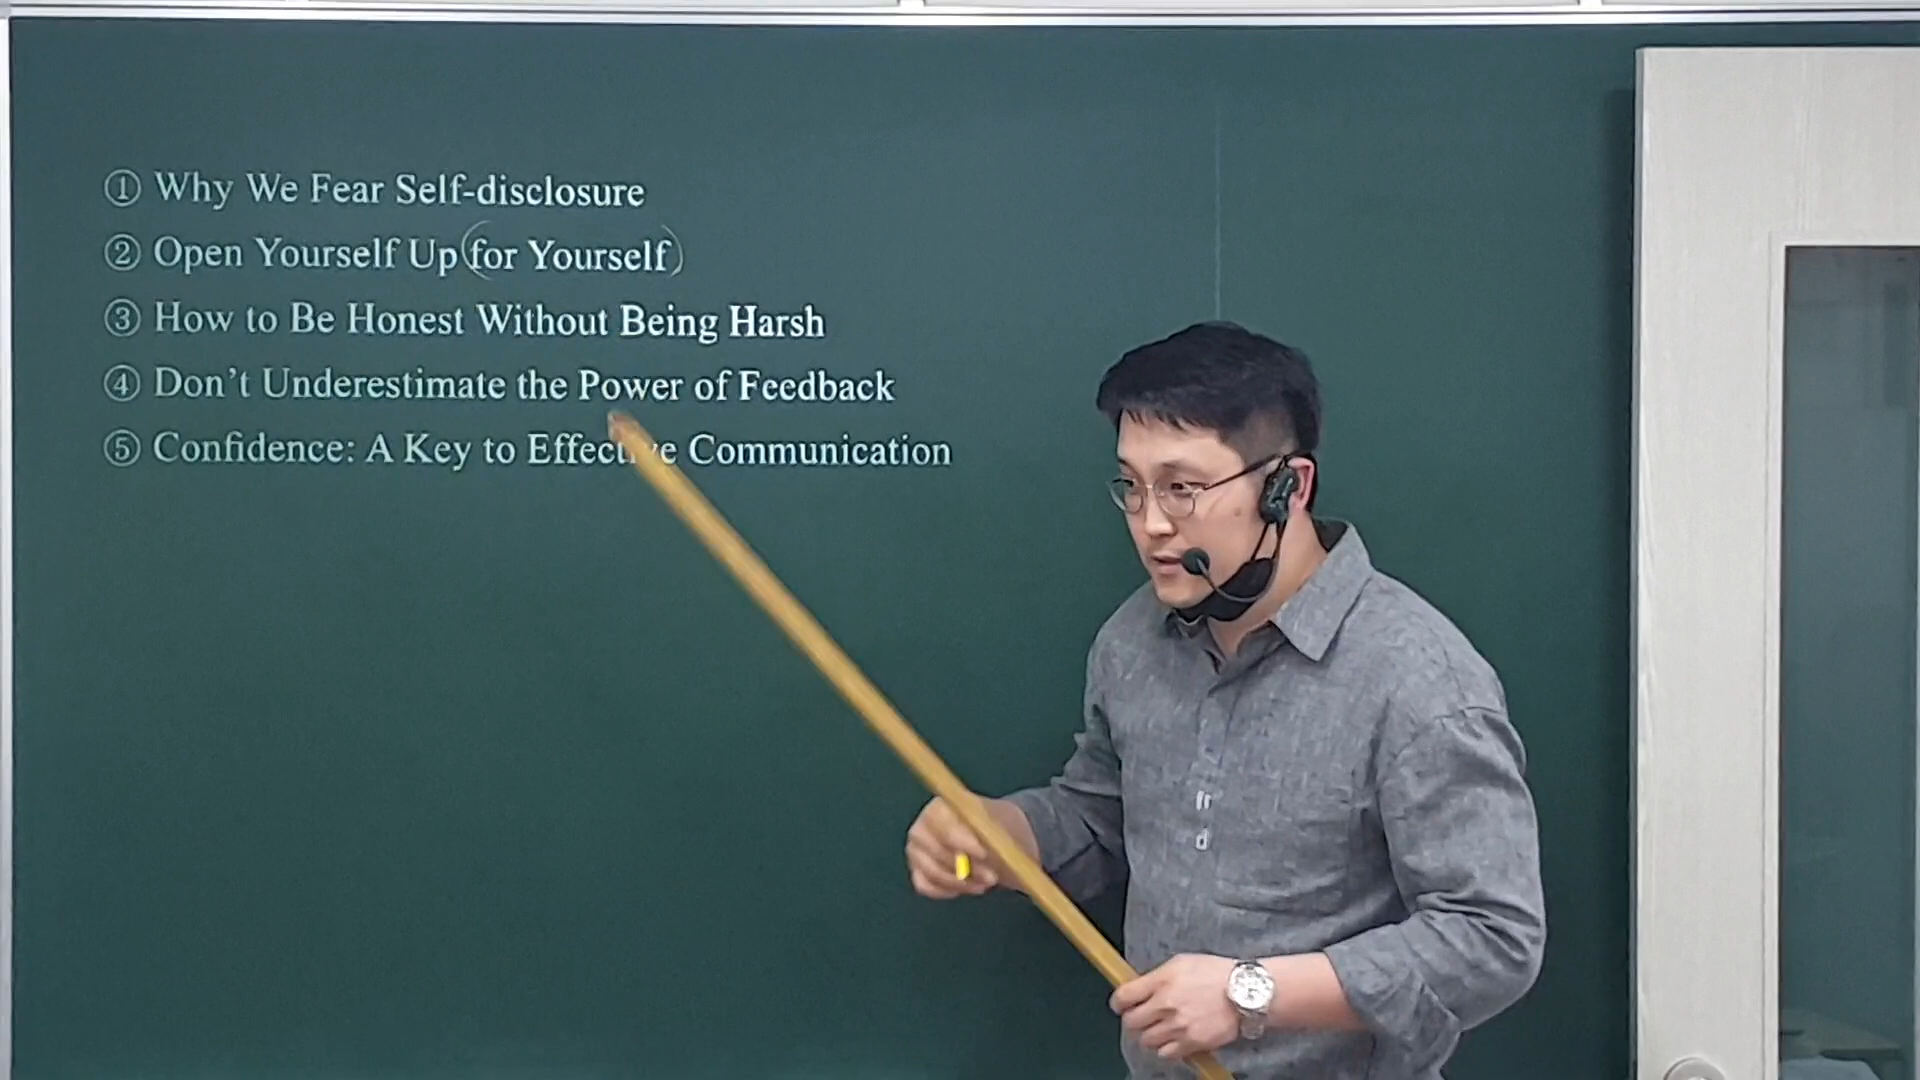 ① Why We Fear Self-disclosure
② Open Yourself Up (for Yourself)
③ How to Be Honest Without Being Harsh
④ Don't Underestimate the Power of Feedback
⑤ Confidence: A Key to Effective Communication